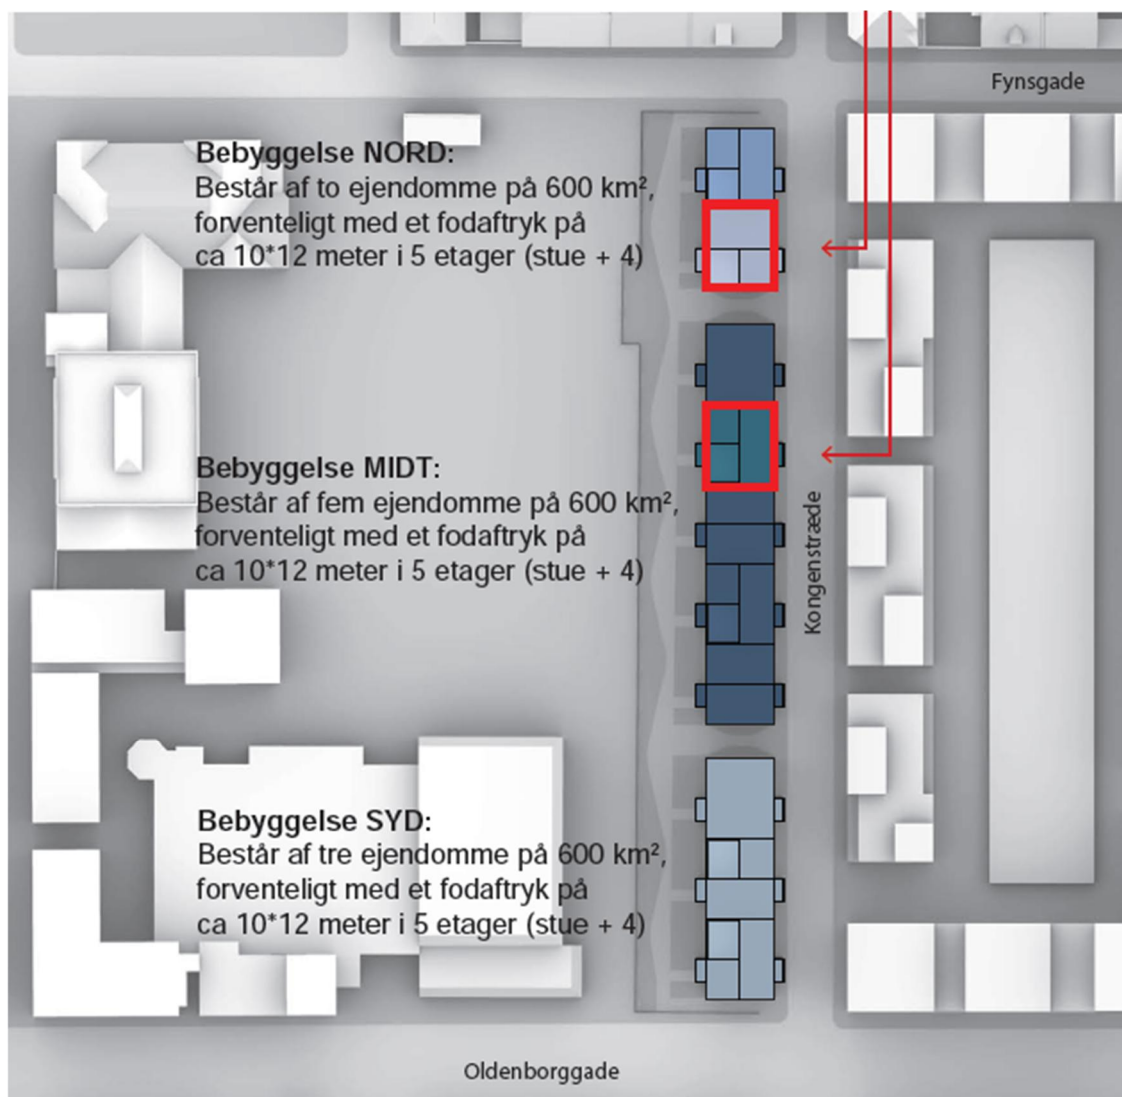 Fynsgade
Bebyggelse NORD:
Består af to ejendomme på 600 km²,
forventeligt med et fodaftryk på
ca 10*12 meter i 5 etager (stue + 4)
Bebyggelse MIDT:
Består af fem ejendomme på 600 km²,
forventeligt med et fodaftryk på
ca 10*12 meter i 5 etager (stue + 4)
Kongenstræde
Bebyggelse SYD:
Består af tre ejendomme på 600 km²,
forventeligt med et fodaftryk på
ca 10*12 meter i 5 etager (stue + 4)
Oldenborggade